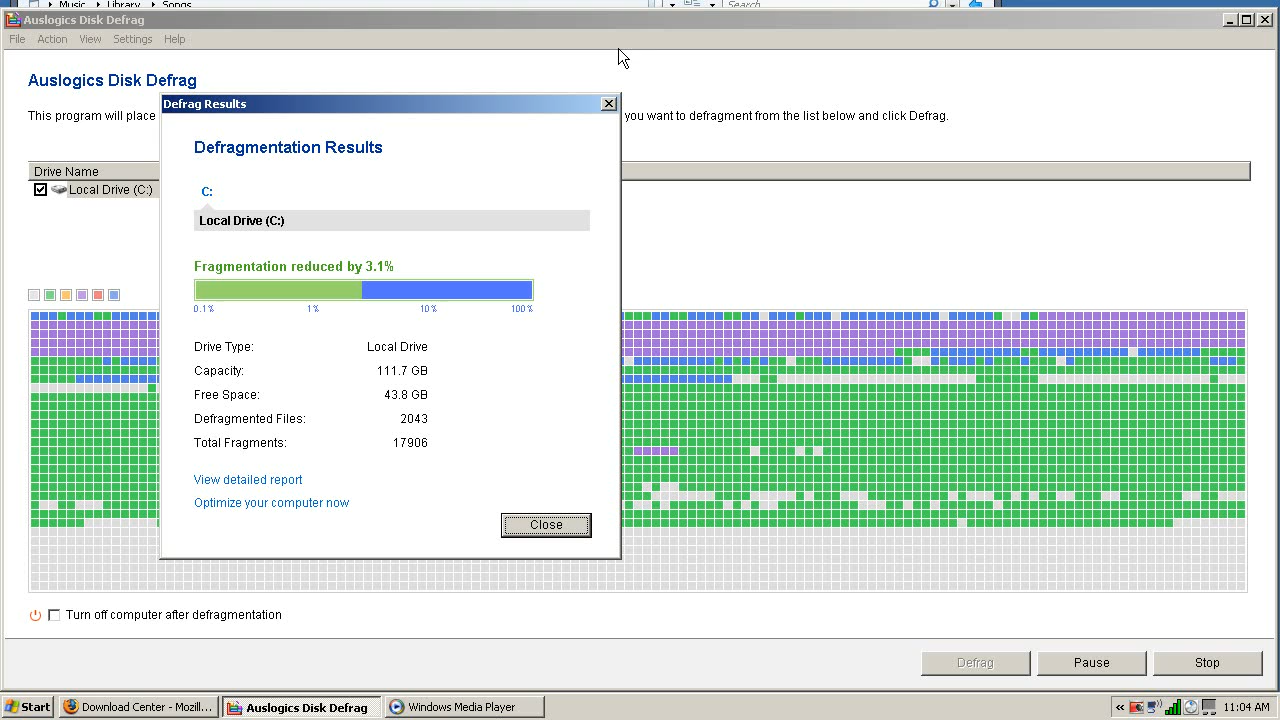 Music Library Songs Search
Auslogics Disk Defrag
File Action View Settings Help
Auslogics Disk Defrag
This program will place
you want to defragment from the list below and click Defrag.
Drive Name
Local Drive (C:)
Defrag Results
Defragmentation Results
C:
Local Drive (C:)
Fragmentation reduced by 3.1%
0.1% 1% 10% 100%
Drive Type: Local Drive
Capacity: 111.7 GB
Free Space: 43.8 GB
Defragmented Files: 2043
Total Fragments: 17906
View detailed report
Optimize your computer now
Close
Turn off computer after defragmentation
Defrag Pause Stop
Start Download Center - Mozill... Auslogics Disk Defrag Windows Media Player « 11:04 AM